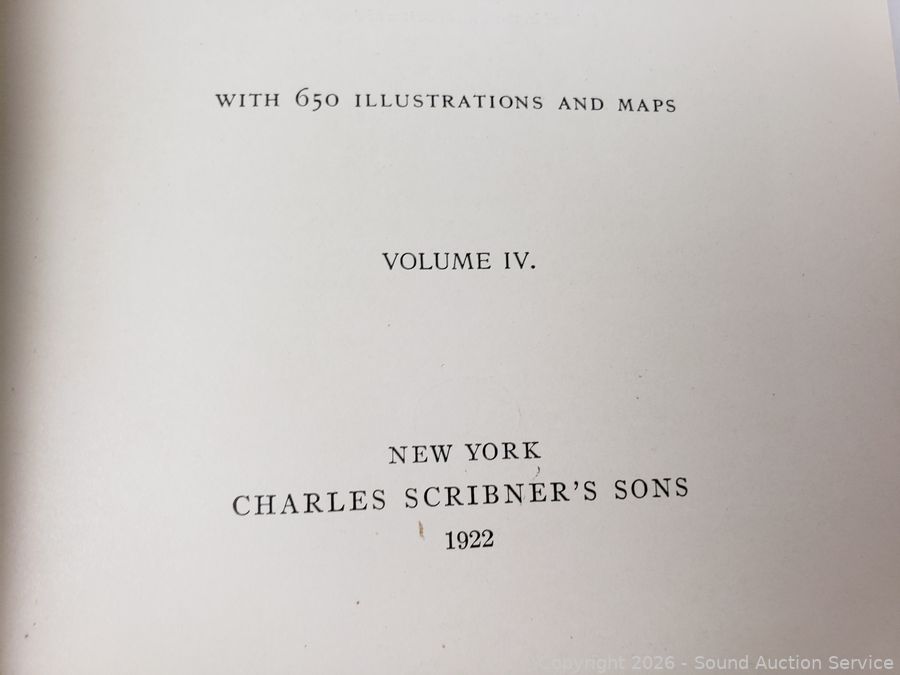 WITH 650 ILLUSTRATIONS AND MAPS
VOLUME IV.
NEW YORK
CHARLES SCRIBNER'S SONS
1922
Copyright 2026 - Sound Auction Service